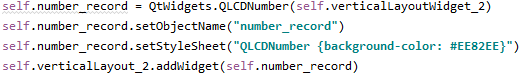 self.number_record = QtWidgets.QLCDNumber(self.verticalLayoutWidget_2)
self.number_record.setObjectName("number_record")
self.number_record.setStyleSheet("QLCDNumber {background-color: #EE82EE}")
self.verticalLayout_2.addWidget(self.number_record)